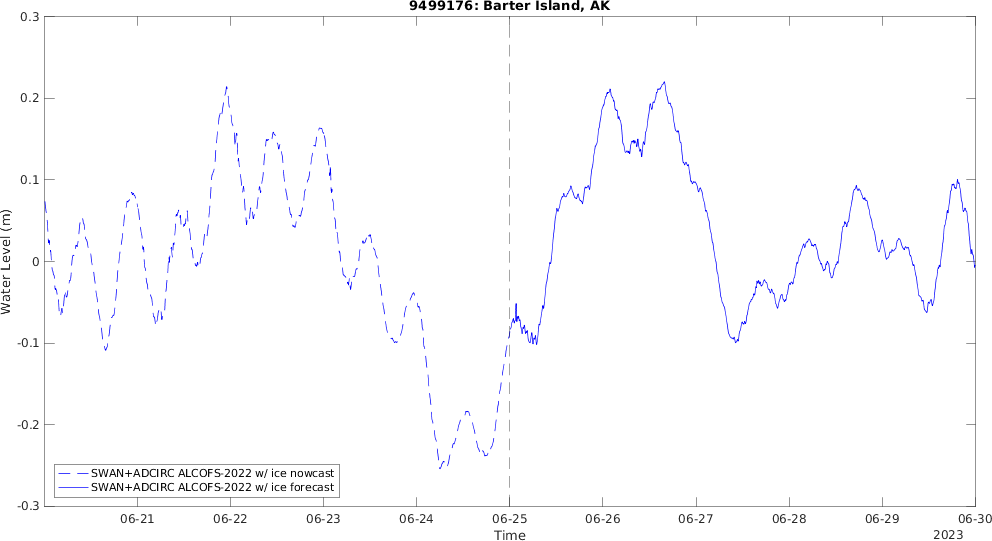 9499176: Barter Island, AK
0.3
0.2
0.1
0
-0.1
-0.2
-0.3
Water Level (m)
SWAN+ADCIRC ALCOFS-2022 w/ ice nowcast
SWAN+ADCIRC ALCOFS-2022 w/ ice forecast
06-21 06-22 06-23 06-24 06-25 06-26 06-27 06-28 06-29 06-30
Time
2023